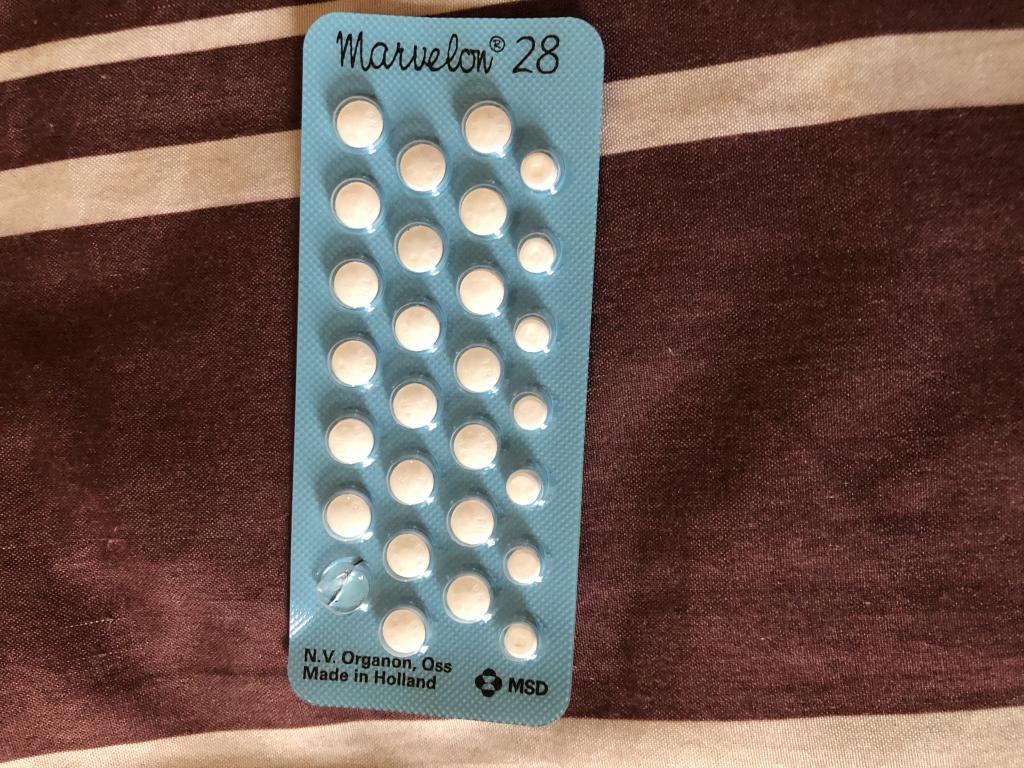 Marvelon® 28
N.V. Organon, Oss
Made in Holland
MSD